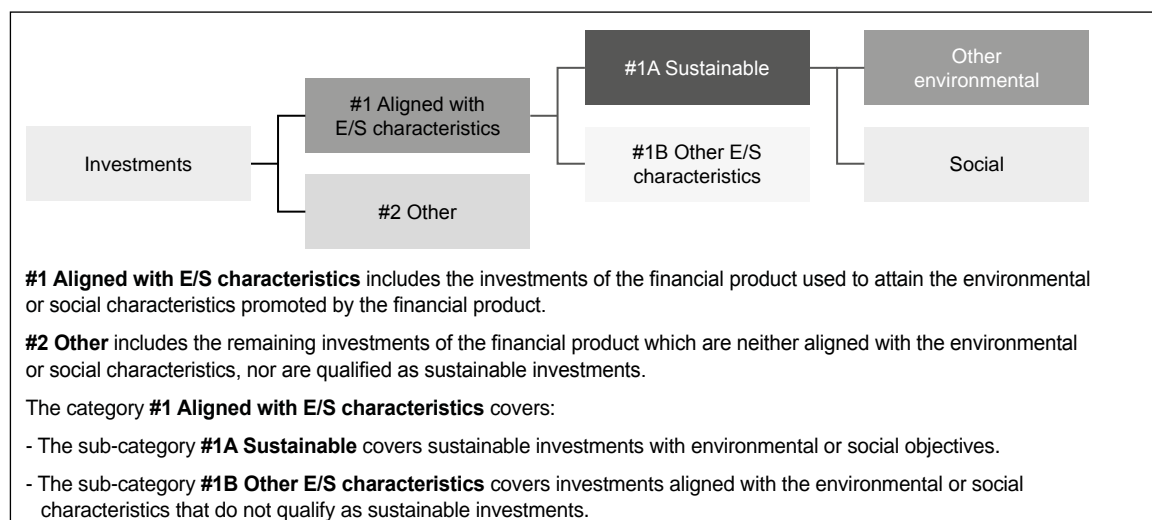 #1A Sustainable
Other
environmental
#1 Aligned with
E/S characteristics
Investments
#1B Other E/S
characteristics
Social
#2 Other
#1 Aligned with E/S characteristics includes the investments of the financial product used to attain the environmental
or social characteristics promoted by the financial product.
#2 Other includes the remaining investments of the financial product which are neither aligned with the environmental
or social characteristics, nor are qualified as sustainable investments.
The category #1 Aligned with E/S characteristics covers:
- The sub-category #1A Sustainable covers sustainable investments with environmental or social objectives.
- The sub-category #1B Other E/S characteristics covers investments aligned with the environmental or social
characteristics that do not qualify as sustainable investments.